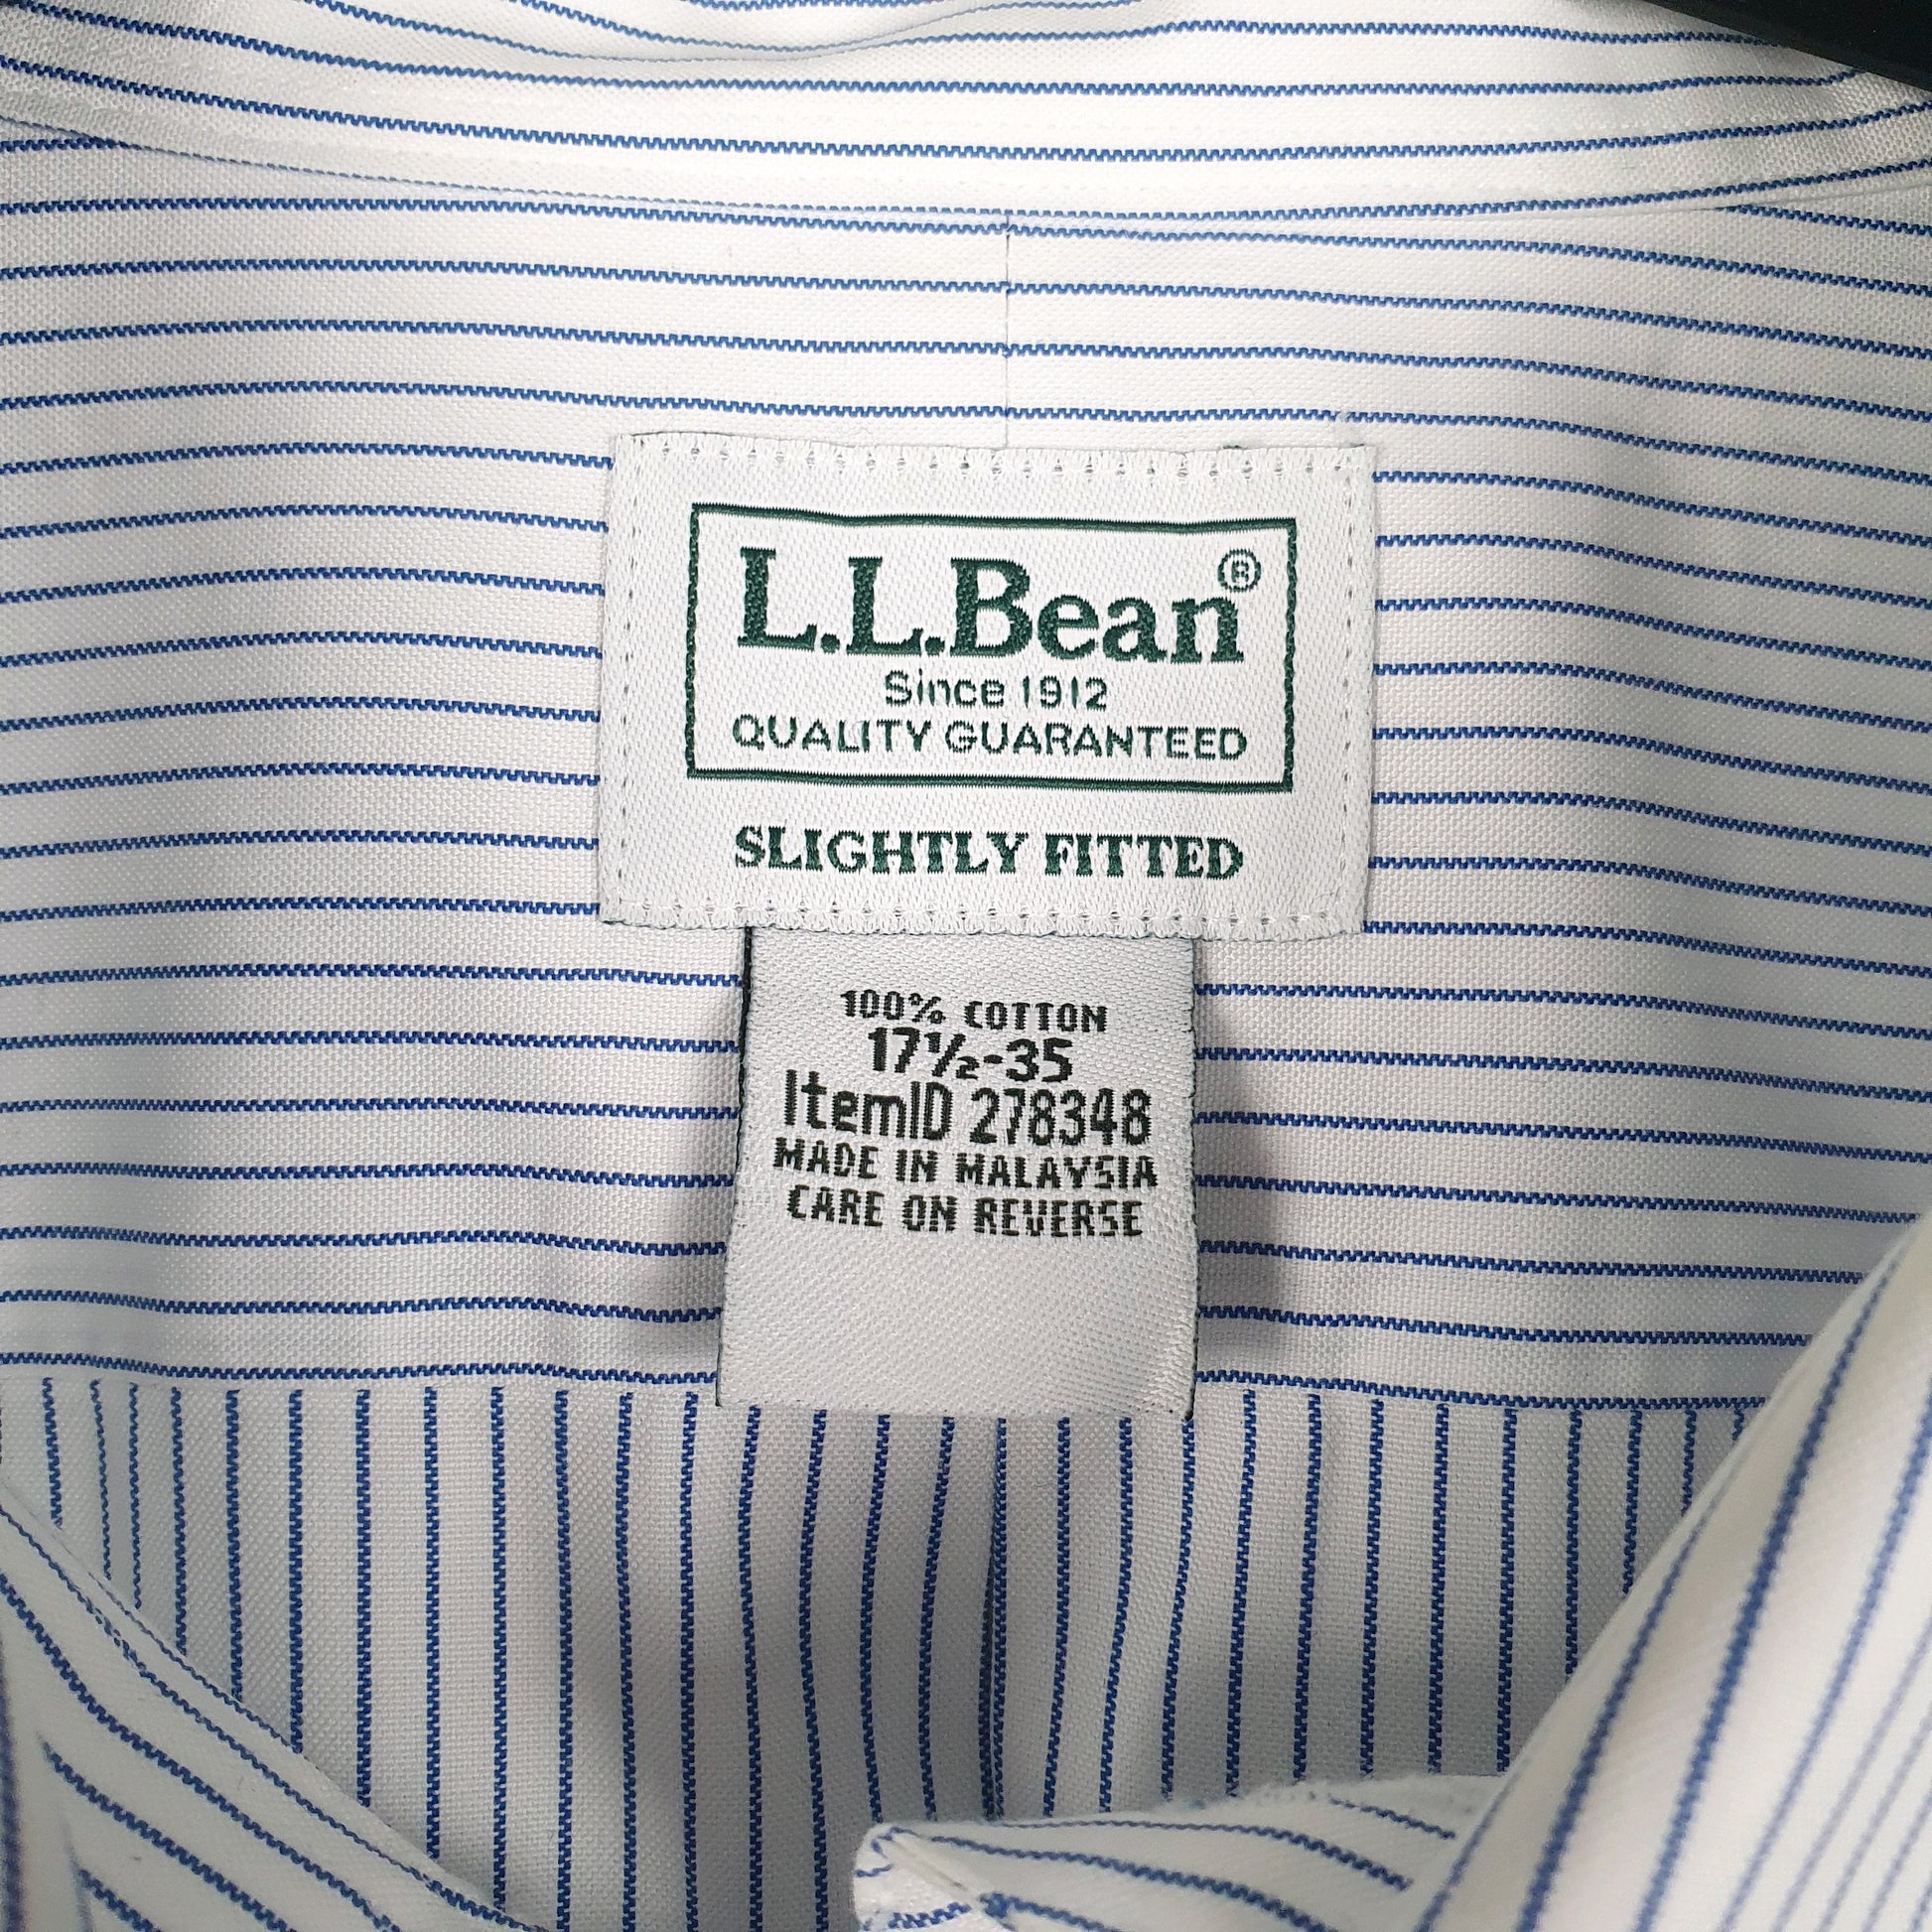 L.L.Bean®
Since 1912
QUALITY GUARANTEED
SLIGHTLY FITTED
100% COTTON
17½-35
ItemID 278348
MADE IN MALAYSIA
CARE ON REVERSE